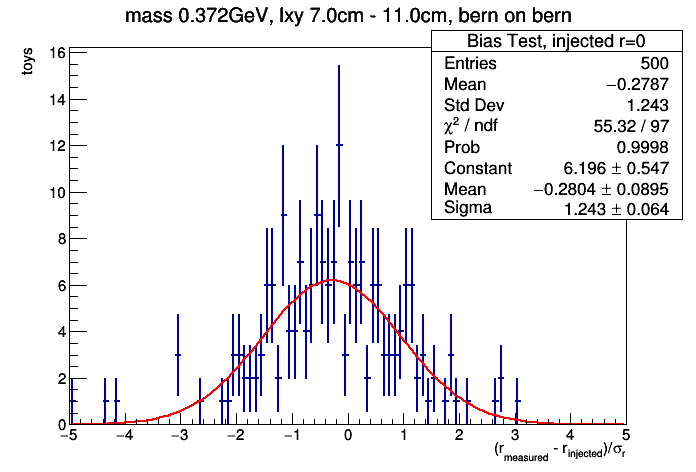 mass 0.372GeV, lxy 7.0cm - 11.0cm, bern on bern
Bias Test, injected r=0
Entries 500
Mean −0.2787
Std Dev 1.243
χ² / ndf 55.32 / 97
Prob 0.9998
Constant 6.196 ± 0.547
Mean −0.2804 ± 0.0895
Sigma 1.243 ± 0.064
toys
16
14
12
10
8
6
4
2
0
−5 −4 −3 −2 −1 0 1 2 3 4 5
(r_measured - r_injected)/σ_r